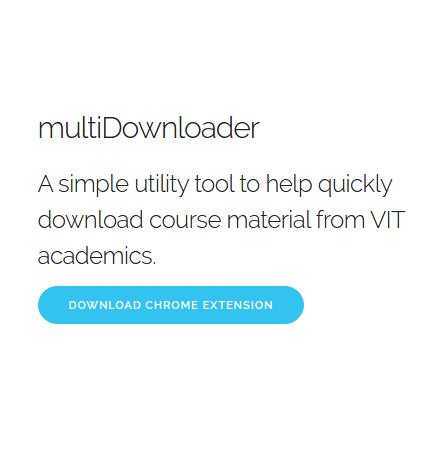 multiDownloader
A simple utility tool to help quickly
download course material from VIT
academics.
DOWNLOAD CHROME EXTENSION